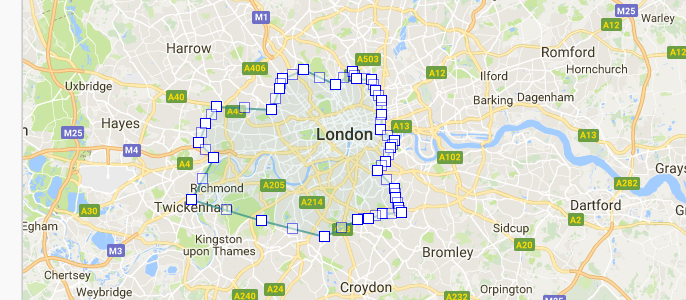 M1
M25
A12
Warley
Harrow
A406
A503
Romford
A12
Uxbridge
A12
Ilford
Hornchurch
A40
Barking
Dagenham
A4
Hayes
M25
London
A13
A13
M4
A4
A102
Richmond
A205
A282
Grays
A214
Twickenham
A30
Dartford
A2
Egham
Kingston
upon Thames
Sidcup
A20
M3
Bromley
Chertsey
Weybridge
A240
A24
Croydon
A232
Orpington
M25